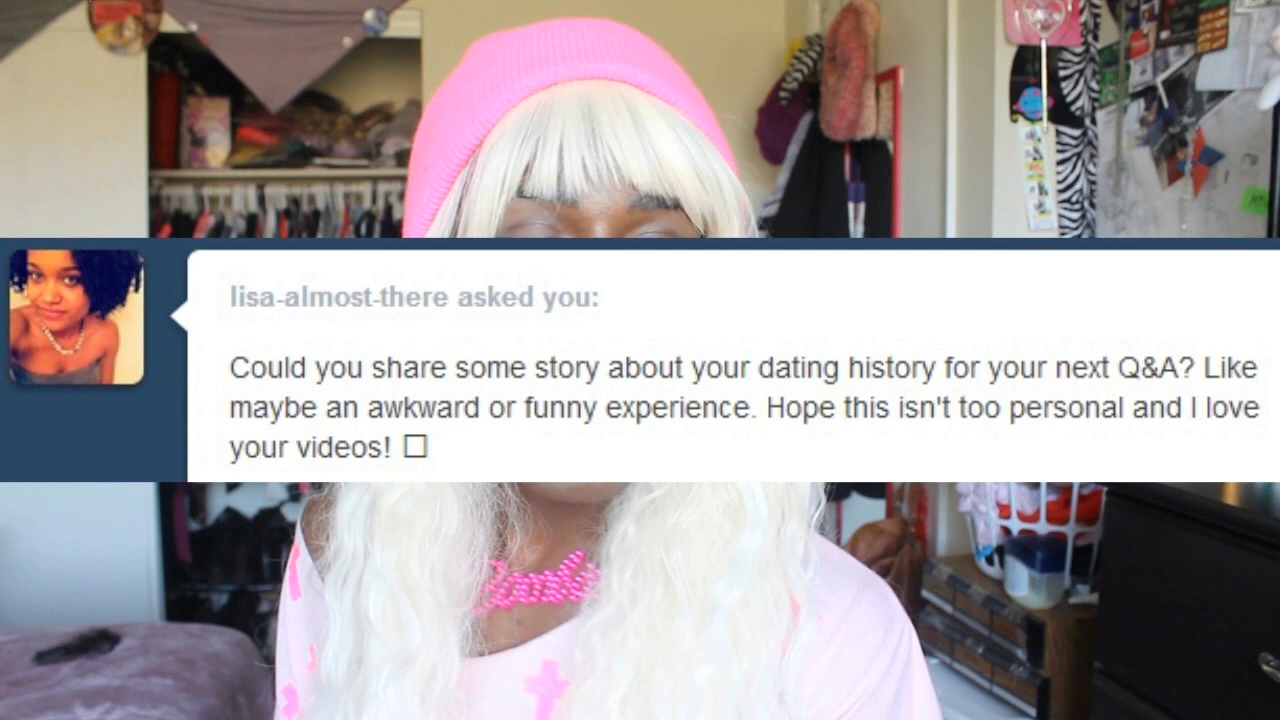 lisa-almost-there asked you:
Could you share some story about your dating history for your next Q&A? Like
maybe an awkward or funny experience. Hope this isn't too personal and I love
your videos! □